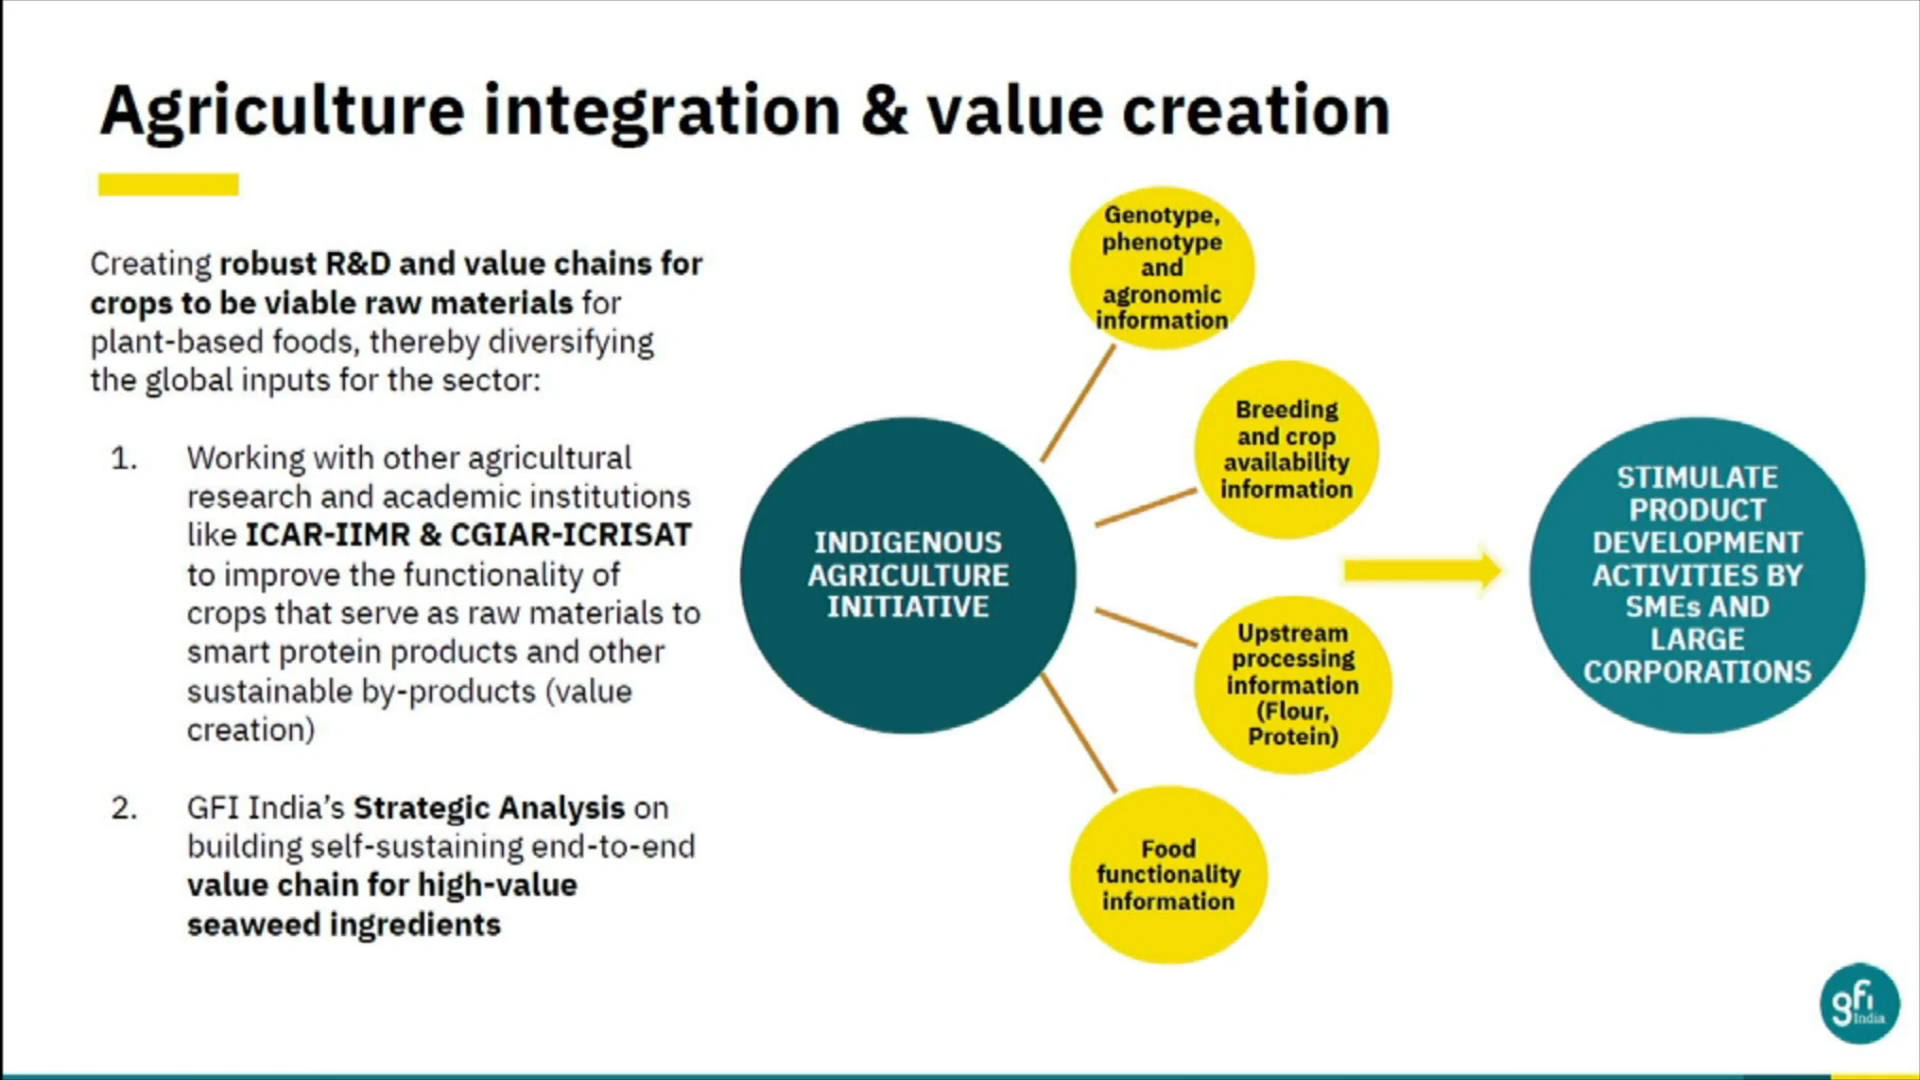 Agriculture integration & value creation
Creating robust R&D and value chains for
crops to be viable raw materials for
plant-based foods, thereby diversifying
the global inputs for the sector:
1. Working with other agricultural
research and academic institutions
like ICAR-IIMR & CGIAR-ICRISAT
to improve the functionality of
crops that serve as raw materials to
smart protein products and other
sustainable by-products (value
creation)
2. GFI India’s Strategic Analysis on
building self-sustaining end-to-end
value chain for high-value
seaweed ingredients
INDIGENOUS
AGRICULTURE
INITIATIVE
Genotype,
phenotype
and
agronomic
information
Breeding
and crop
availability
information
Upstream
processing
information
(Flour,
Protein)
Food
functionality
information
STIMULATE
PRODUCT
DEVELOPMENT
ACTIVITIES BY
SMEs AND
LARGE
CORPORATIONS
gfi
India